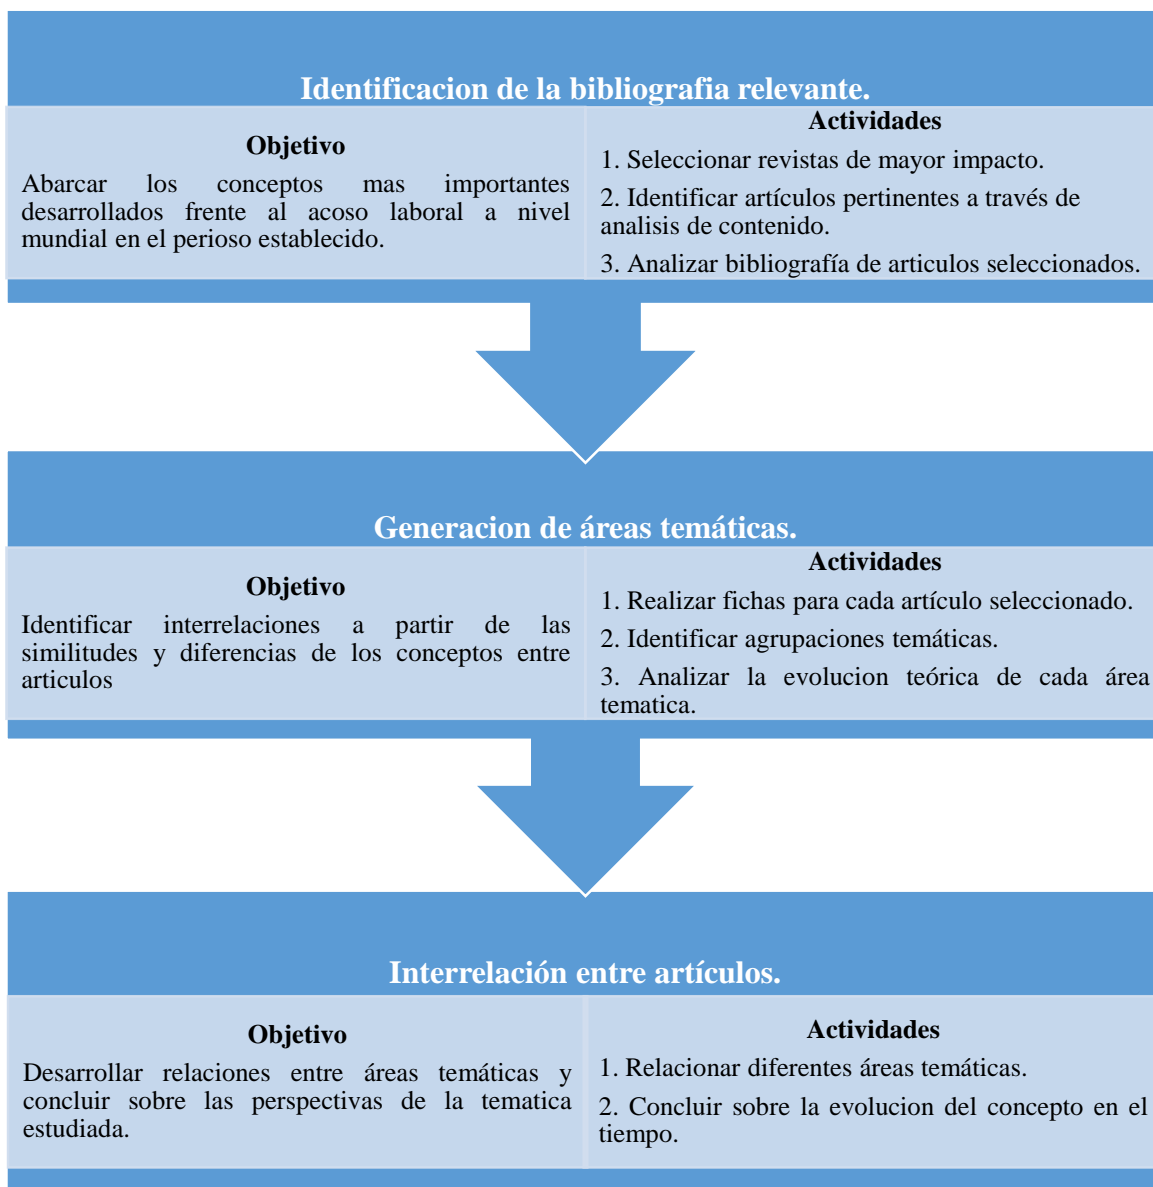 Identificacion de la bibliografia relevante.
Objetivo
Abarcar los conceptos mas importantes
desarrollados frente al acoso laboral a nivel
mundial en el perioso establecido.
Actividades
1. Seleccionar revistas de mayor impacto.
2. Identificar artículos pertinentes a través de
analisis de contenido.
3. Analizar bibliografía de articulos seleccionados.
Generacion de áreas temáticas.
Objetivo
Identificar interrelaciones a partir de las
similitudes y diferencias de los conceptos entre
articulos
Actividades
1. Realizar fichas para cada artículo seleccionado.
2. Identificar agrupaciones temáticas.
3. Analizar la evolucion teórica de cada área
tematica.
Interrelación entre artículos.
Objetivo
Desarrollar relaciones entre áreas temáticas y
concluir sobre las perspectivas de la tematica
estudiada.
Actividades
1. Relacionar diferentes áreas temáticas.
2. Concluir sobre la evolucion del concepto en el
tiempo.